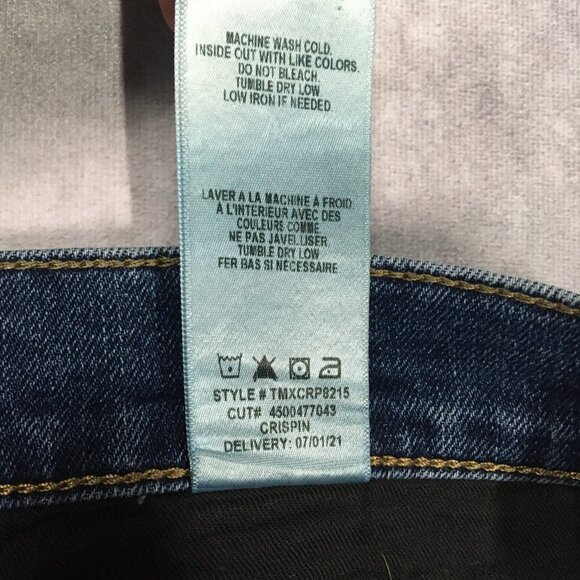 MACHINE WASH COLD.
INSIDE OUT WITH LIKE COLORS.
DO NOT BLEACH.
TUMBLE DRY LOW
LOW IRON IF NEEDED
LAVER A LA MACHINE À FROID.
À L'INTÉRIEUR AVEC DES
COULEURS COMME
NE PAS JAVELLISER
TUMBLE DRY LOW
FER BAS SI NÉCESSAIRE
STYLE # TMXCRP8215
CUT# 4500477043
CRISPIN
DELIVERY: 07/01/21